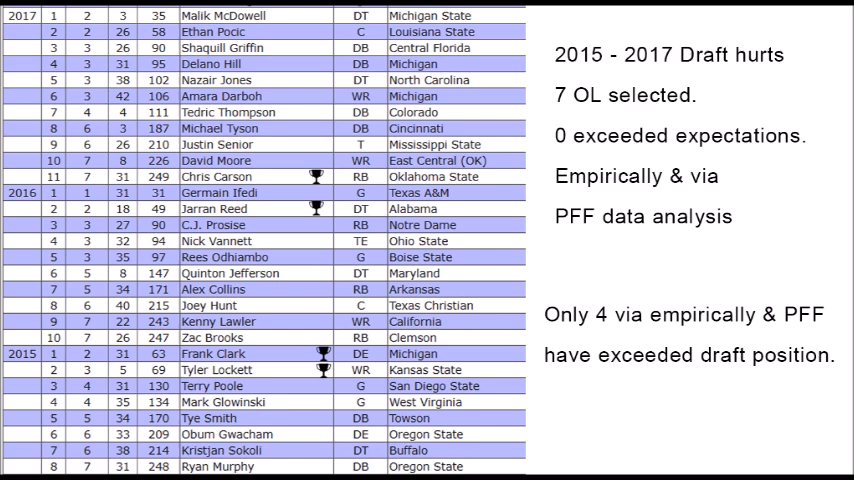 2017 1 2 3 35 Malik McDowell DT Michigan State
2 2 26 58 Ethan Pocic C Louisiana State
3 3 26 90 Shaquill Griffin DB Central Florida
4 3 31 95 Delano Hill DB Michigan
5 3 38 102 Nazair Jones DT North Carolina
6 3 42 106 Amara Darboh WR Michigan
7 4 4 111 Tedric Thompson DB Colorado
8 6 3 187 Michael Tyson DB Cincinnati
9 6 26 210 Justin Senior T Mississippi State
10 7 8 226 David Moore WR East Central (OK)
11 7 31 249 Chris Carson RB Oklahoma State
2016 1 1 31 31 Germain Ifedi G Texas A&M
2 2 18 49 Jarran Reed DT Alabama
3 3 27 90 C.J. Prosise RB Notre Dame
4 3 32 94 Nick Vannett TE Ohio State
5 3 35 97 Rees Odhiambo G Boise State
6 5 8 147 Quinton Jefferson DT Maryland
7 5 34 171 Alex Collins RB Arkansas
8 6 40 215 Joey Hunt C Texas Christian
9 7 22 243 Kenny Lawler WR California
10 7 26 247 Zac Brooks RB Clemson
2015 1 2 31 63 Frank Clark DE Michigan
2 3 5 69 Tyler Lockett WR Kansas State
3 4 31 130 Terry Poole G San Diego State
4 4 35 134 Mark Glowinski G West Virginia
5 5 34 170 Tye Smith DB Towson
6 6 33 209 Obum Gwacham DE Oregon State
7 6 38 214 Kristjan Sokoli DT Buffalo
8 7 31 248 Ryan Murphy DB Oregon State
2015 - 2017 Draft hurts
7 OL selected.
0 exceeded expectations.
Empirically & via
PFF data analysis
Only 4 via empirically & PFF
have exceeded draft position.